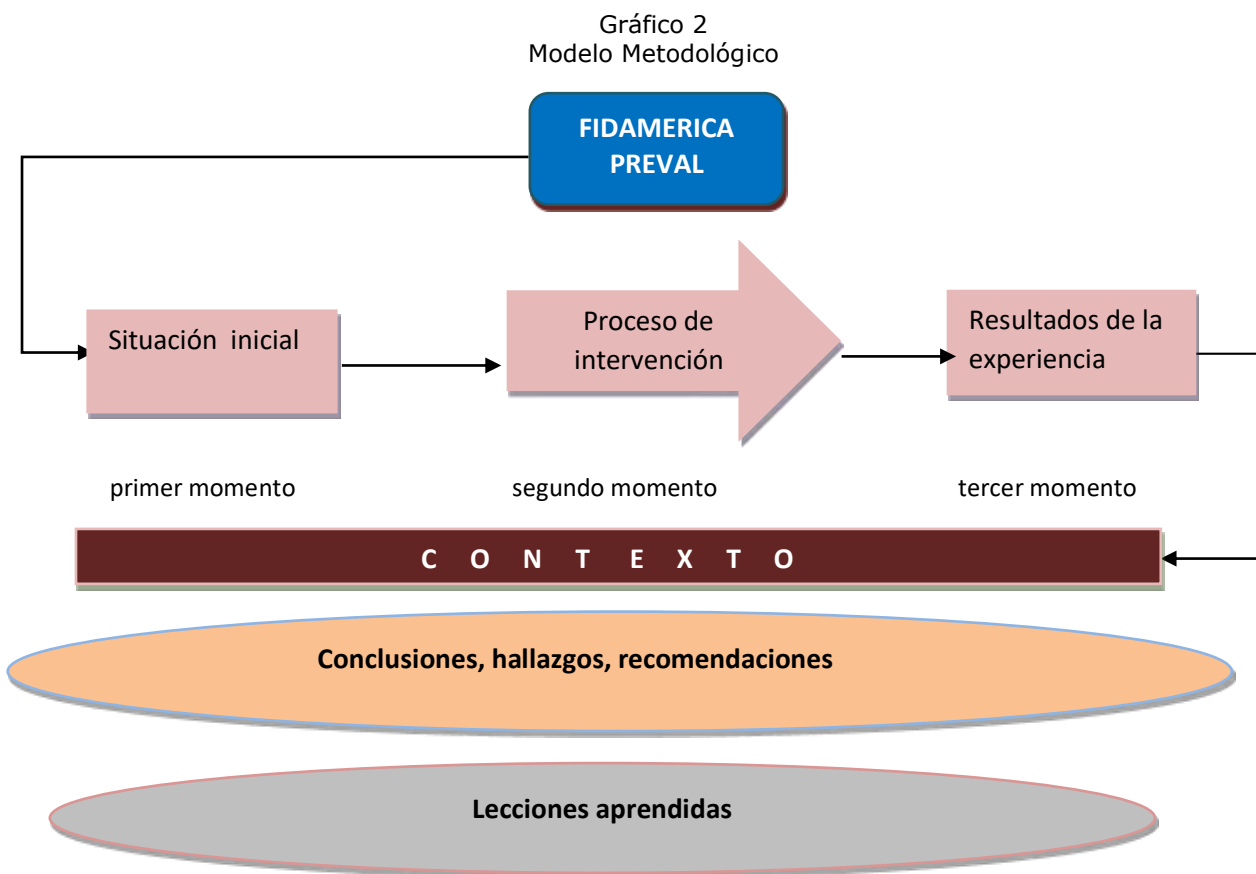 Gráfico 2
Modelo Metodológico
FIDAMERICA
PREVAL
Situación inicial
Proceso de
intervención
Resultados de la
experiencia
primer momento
segundo momento
tercer momento
C O N T E X T O
Conclusiones, hallazgos, recomendaciones
Lecciones aprendidas